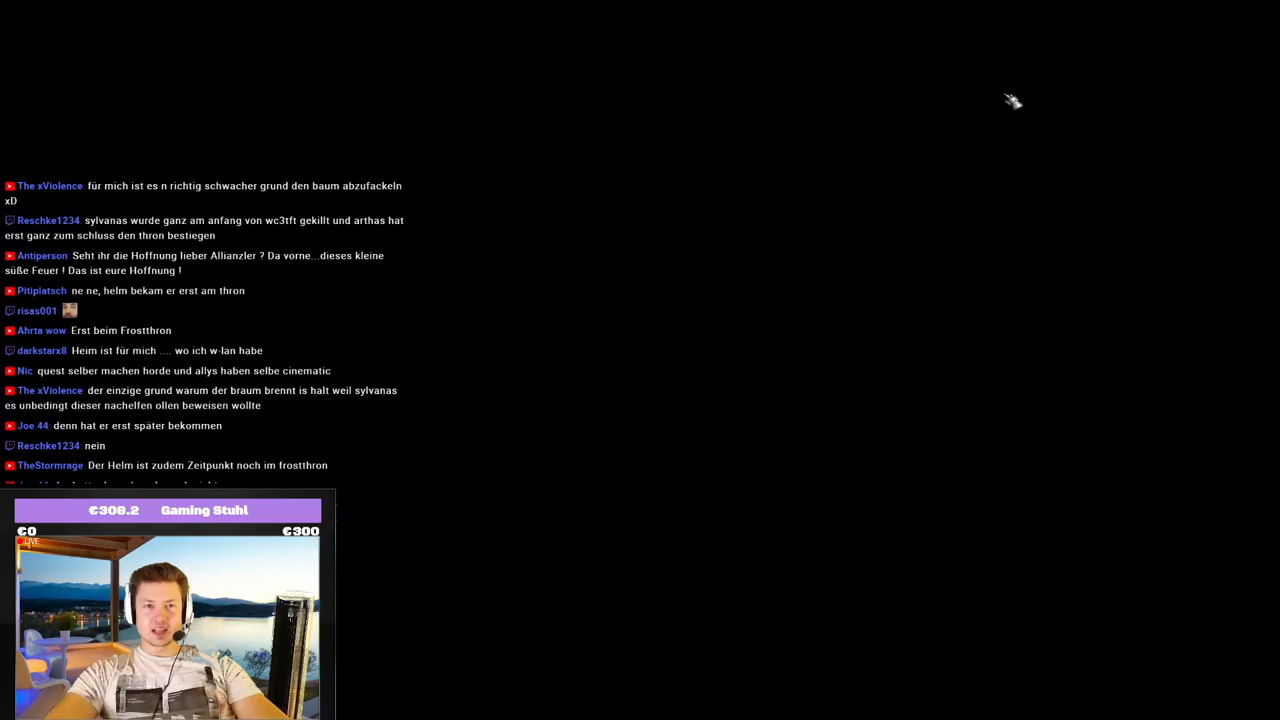 The xViolence: für mich ist es n richtig schwacher grund den baum abzufackeln
xD
Reschke1234: sylvanas wurde ganz am anfang von wc3tft gekillt und arthas hat
erst ganz zum schluss den thron bestiegen
Antiperson: Seht ihr die Hoffnung lieber Allianzler ? Da vorne...dieses kleine
süße Feuer ! Das ist eure Hoffnung !
Pitiplatsch: ne ne, helm bekam er erst am thron
risas001:
Ahrta wow: Erst beim Frostthron
darkstarx8: Heim ist für mich .... wo ich w-lan habe
Nic: quest selber machen horde und allys haben selbe cinematic
The xViolence: der einzige grund warum der braum brennt is halt weil sylvanas
es unbedingt dieser nachelfen ollen beweisen wollte
Joe 44: denn hat er erst später bekommen
Reschke1234: nein
TheStormrage: Der Helm ist zudem Zeitpunkt noch im frostthron
€308.2 Gaming Stuhl
€0 €300
LIVE